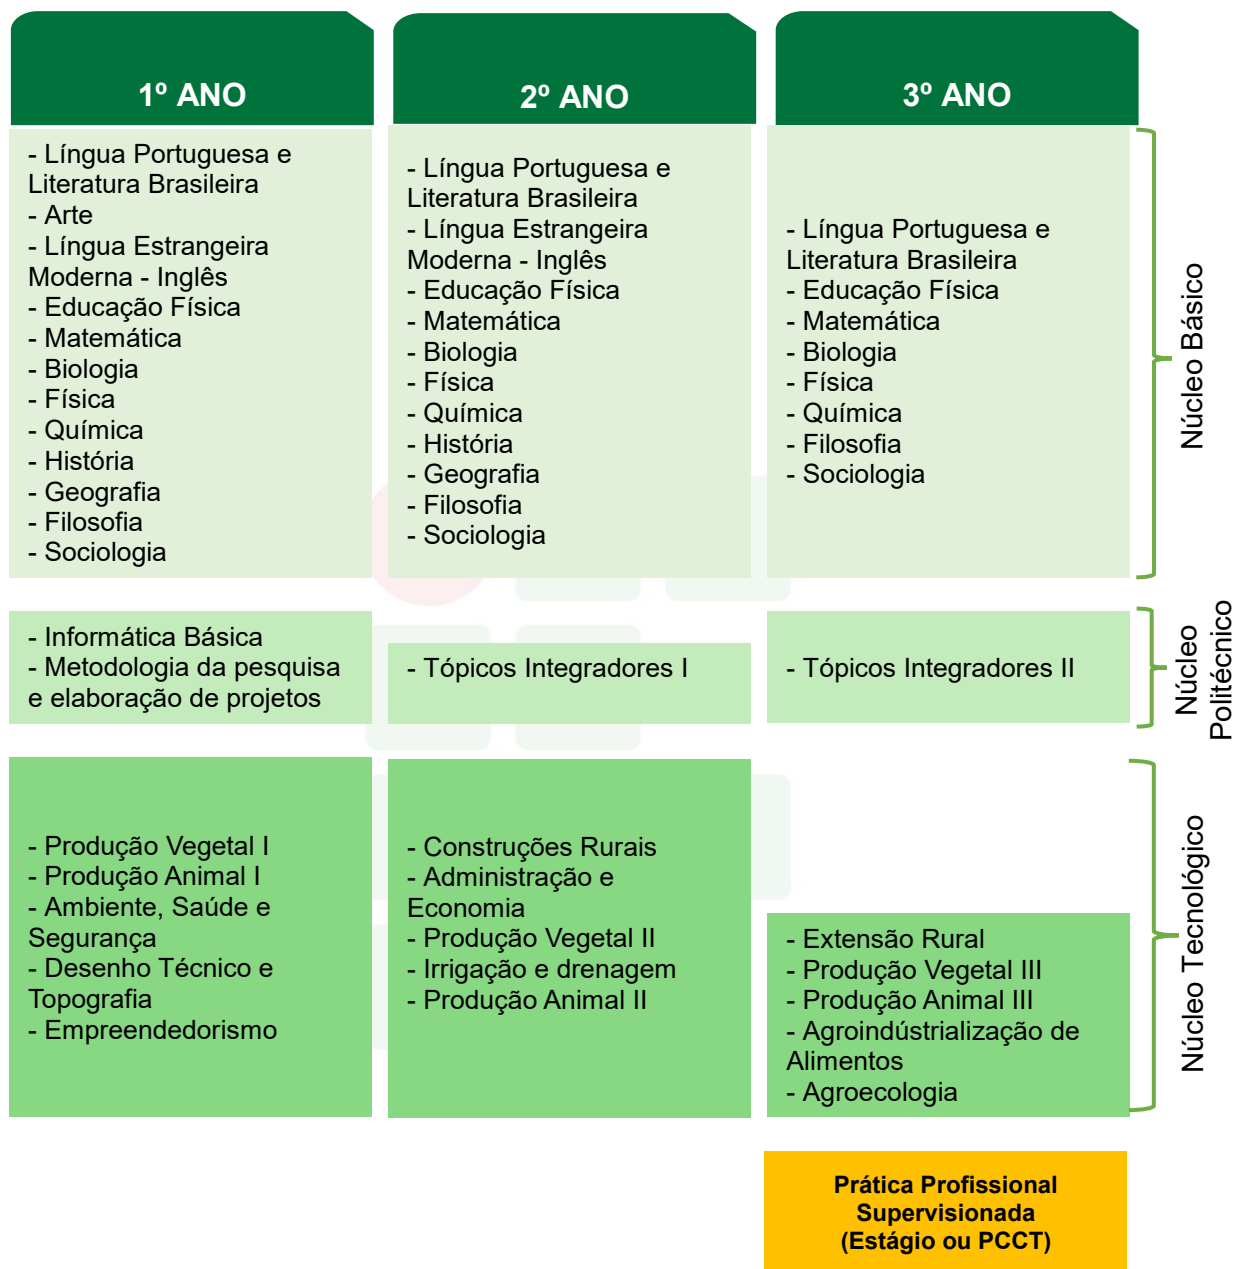 1º ANO
- Língua Portuguesa e
Literatura Brasileira
- Arte
- Língua Estrangeira
Moderna - Inglês
- Educação Física
- Matemática
- Biologia
- Física
- Química
- História
- Geografia
- Filosofia
- Sociologia
2º ANO
- Língua Portuguesa e
Literatura Brasileira
- Língua Estrangeira
Moderna - Inglês
- Educação Física
- Matemática
- Biologia
- Física
- Química
- História
- Geografia
- Filosofia
- Sociologia
3º ANO
- Língua Portuguesa e
Literatura Brasileira
- Educação Física
- Matemática
- Biologia
- Física
- Química
- Filosofia
- Sociologia
Núcleo Básico
- Informática Básica
- Metodologia da pesquisa
e elaboração de projetos
- Tópicos Integradores I
- Tópicos Integradores II
Núcleo
Politécnico
- Produção Vegetal I
- Produção Animal I
- Ambiente, Saúde e
Segurança
- Desenho Técnico e
Topografia
- Empreendedorismo
- Construções Rurais
- Administração e
Economia
- Produção Vegetal II
- Irrigação e drenagem
- Produção Animal II
- Extensão Rural
- Produção Vegetal III
- Produção Animal III
- Agroindústrialização de
Alimentos
- Agroecologia
Núcleo Tecnológico
Prática Profissional
Supervisionada
(Estágio ou PCCT)